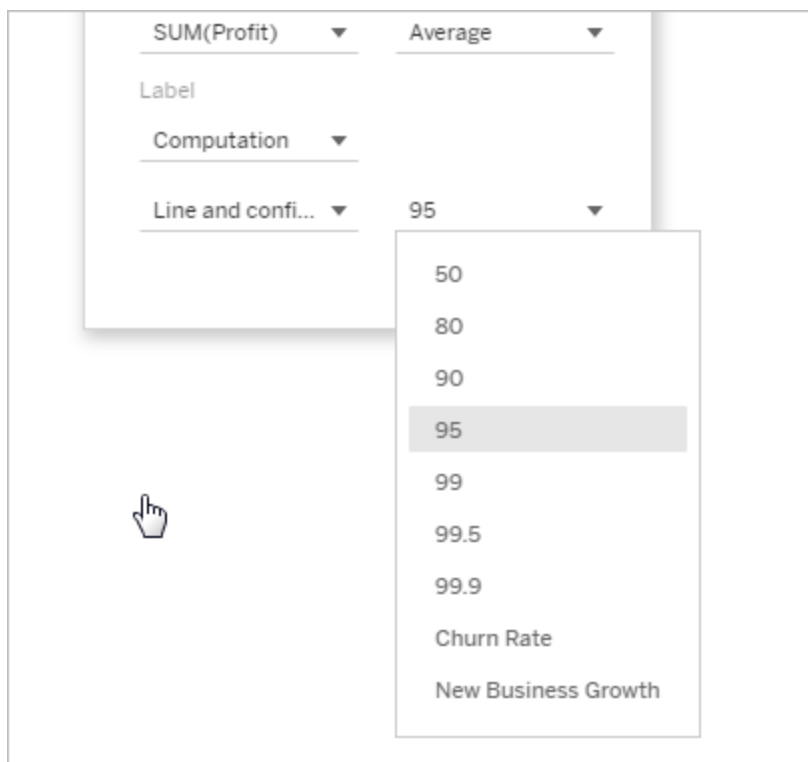 SUM(Profit) Average
Label
Computation
Line and confi... 95
50
80
90
95
99
99.5
99.9
Churn Rate
New Business Growth